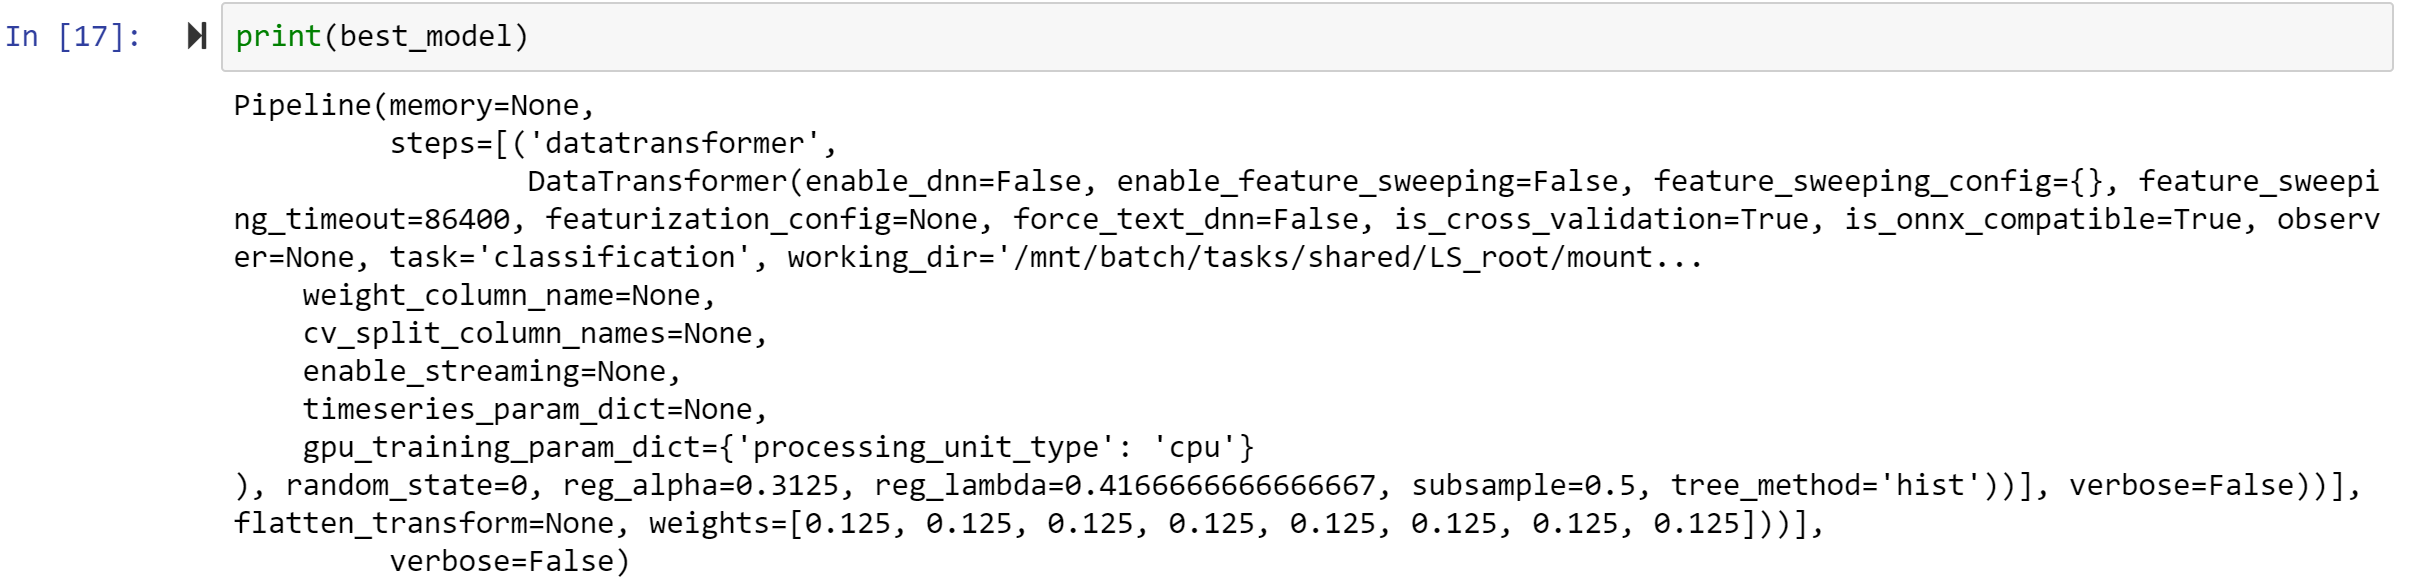 In [17]: print(best_model)
Pipeline(memory=None,
         steps=[('datatransformer',
                 DataTransformer(enable_dnn=False, enable_feature_sweeping=False, feature_sweeping_config={}, feature_sweepi
ng_timeout=86400, featurization_config=None, force_text_dnn=False, is_cross_validation=True, is_onnx_compatible=True, observ
er=None, task='classification', working_dir='/mnt/batch/tasks/shared/LS_root/mount...
    weight_column_name=None,
    cv_split_column_names=None,
    enable_streaming=None,
    timeseries_param_dict=None,
    gpu_training_param_dict={'processing_unit_type': 'cpu'}
), random_state=0, reg_alpha=0.3125, reg_lambda=0.4166666666666667, subsample=0.5, tree_method='hist'))], verbose=False))],
flatten_transform=None, weights=[0.125, 0.125, 0.125, 0.125, 0.125, 0.125, 0.125, 0.125]))],
         verbose=False)